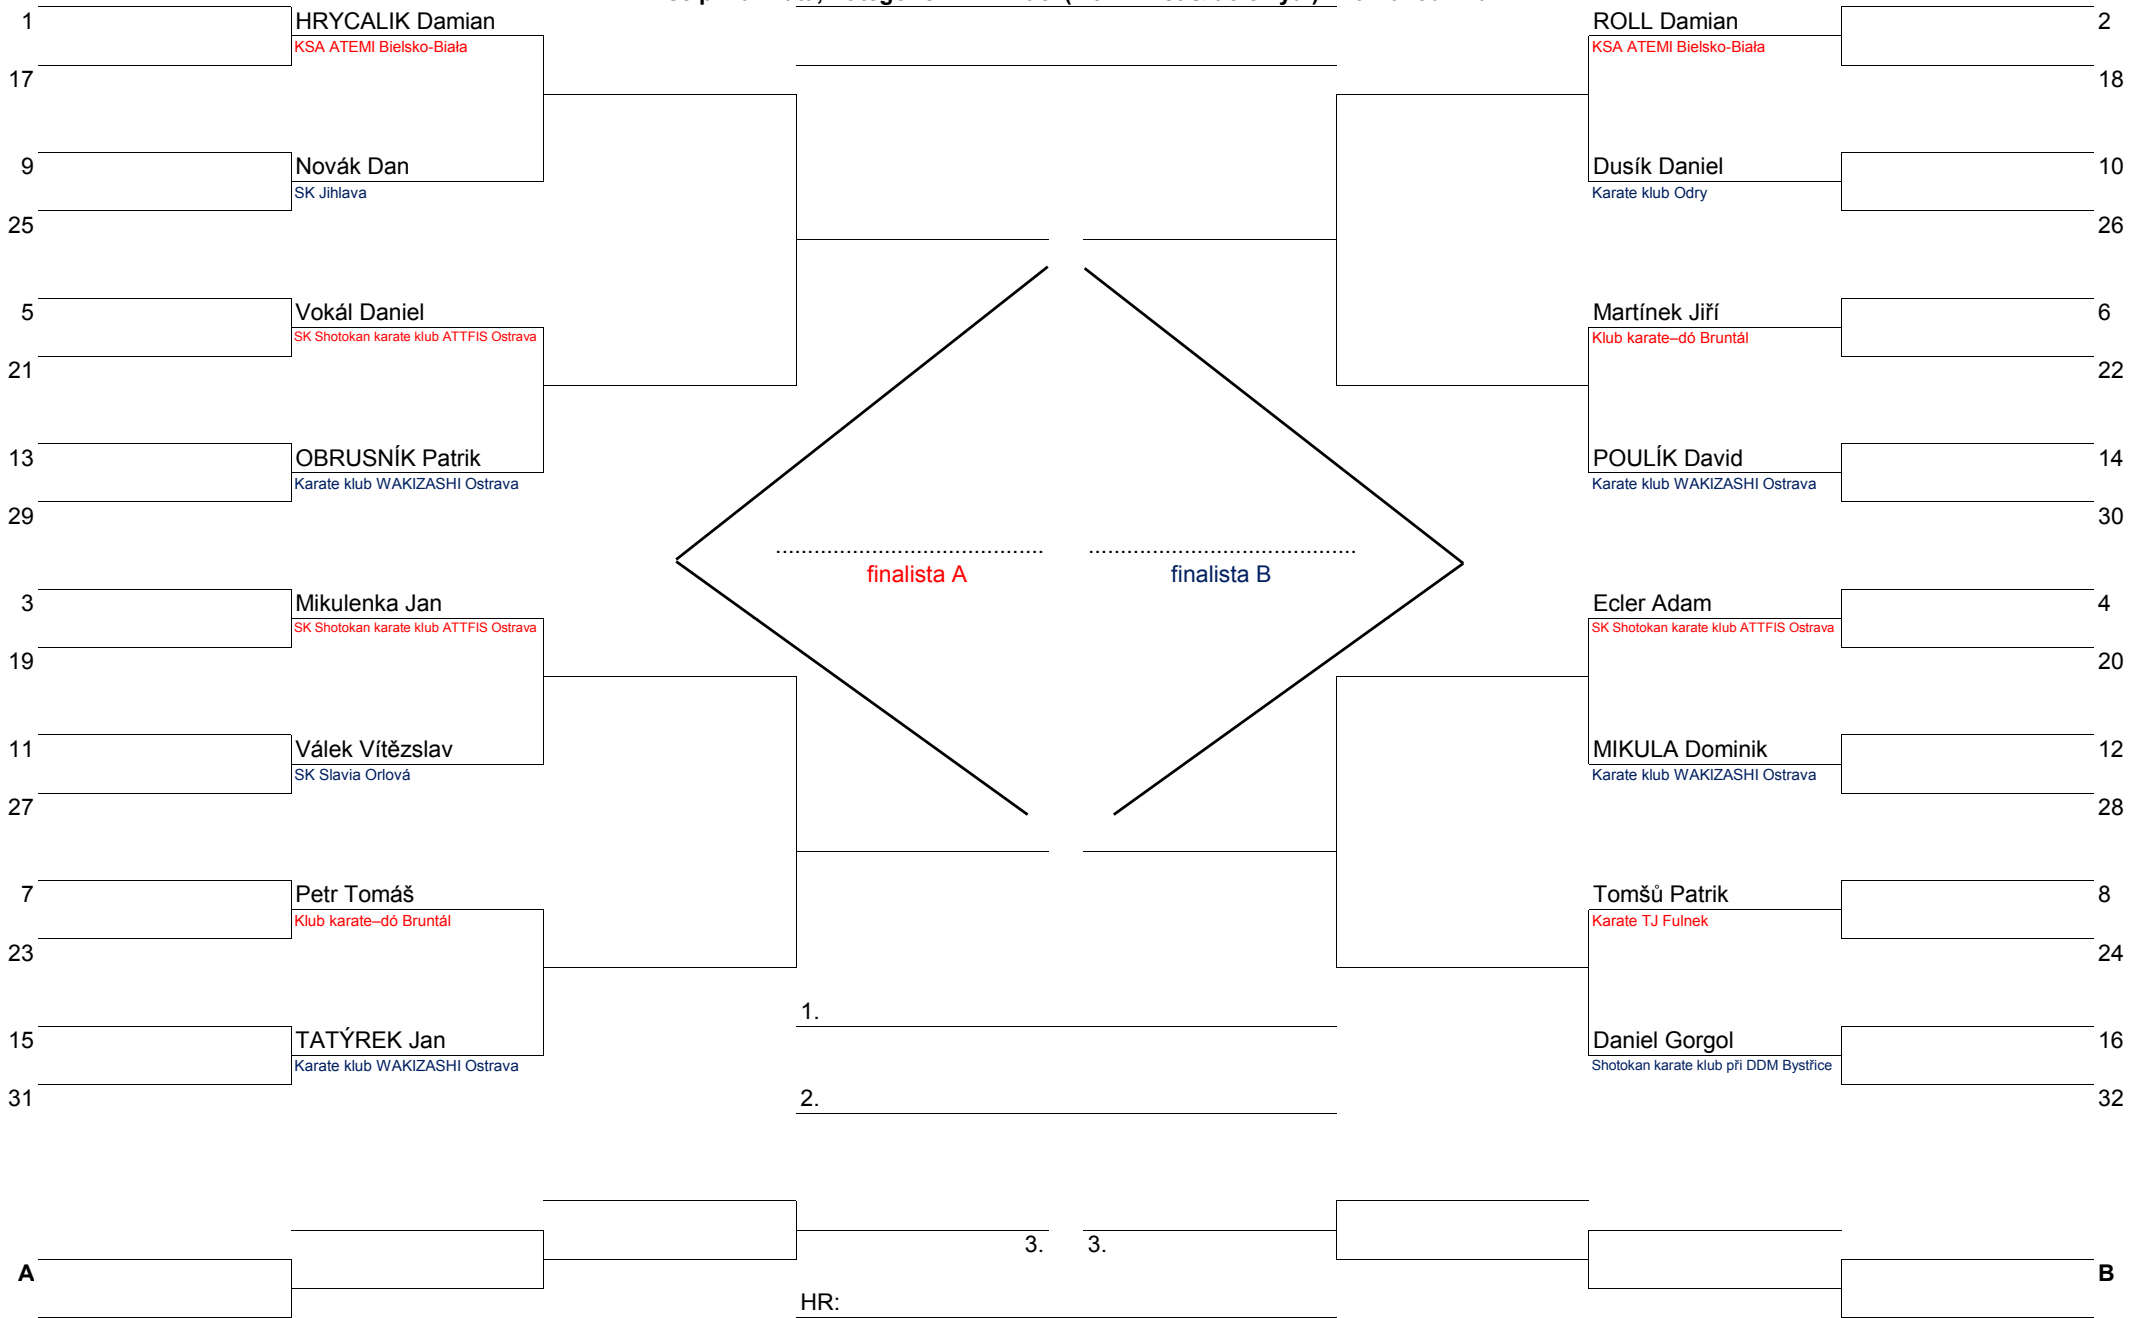 1 HRYCALIK Damian ROLL Damian 2
KSA ATEMI Bielsko-Biała KSA ATEMI Bielsko-Biała
17 18
9 Novák Dan Dusík Daniel 10
SK Jihlava Karate klub Odry
25 26
5 Vokál Daniel Martínek Jiří 6
SK Shotokan karate klub ATTFIS Ostrava Klub karate–dó Bruntál
21 22
13 OBRUSNÍK Patrik POULÍK David 14
Karate klub WAKIZASHI Ostrava Karate klub WAKIZASHI Ostrava
29 30
........................................... ...........................................
finalista A finalista B
3 Mikulenka Jan Ecler Adam 4
SK Shotokan karate klub ATTFIS Ostrava SK Shotokan karate klub ATTFIS Ostrava
19 20
11 Válek Vítězslav MIKULA Dominik 12
SK Slavia Orlová Karate klub WAKIZASHI Ostrava
27 28
7 Petr Tomáš Tomšů Patrik 8
Klub karate–dó Bruntál Karate TJ Fulnek
23 24
1.
15 TATÝREK Jan Daniel Gorgol 16
Karate klub WAKIZASHI Ostrava Shotokan karate klub při DDM Bystřice
31 2. 32
3. 3.
A B
HR: